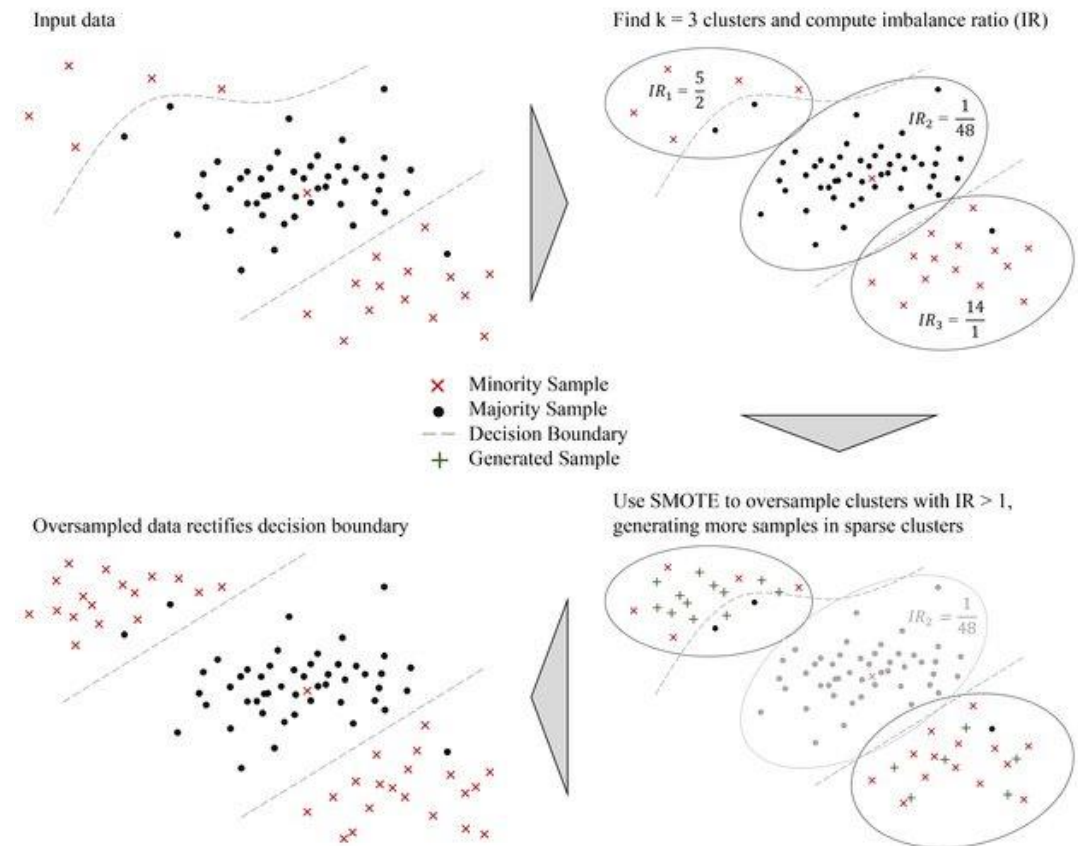 Input data
Find k = 3 clusters and compute imbalance ratio (IR)
IR₁ = 5/2
IR₂ = 1/48
IR₃ = 14/1
Minority Sample
Majority Sample
Decision Boundary
Generated Sample
Oversampled data rectifies decision boundary
Use SMOTE to oversample clusters with IR > 1,
generating more samples in sparse clusters
IR₂ = 1/48